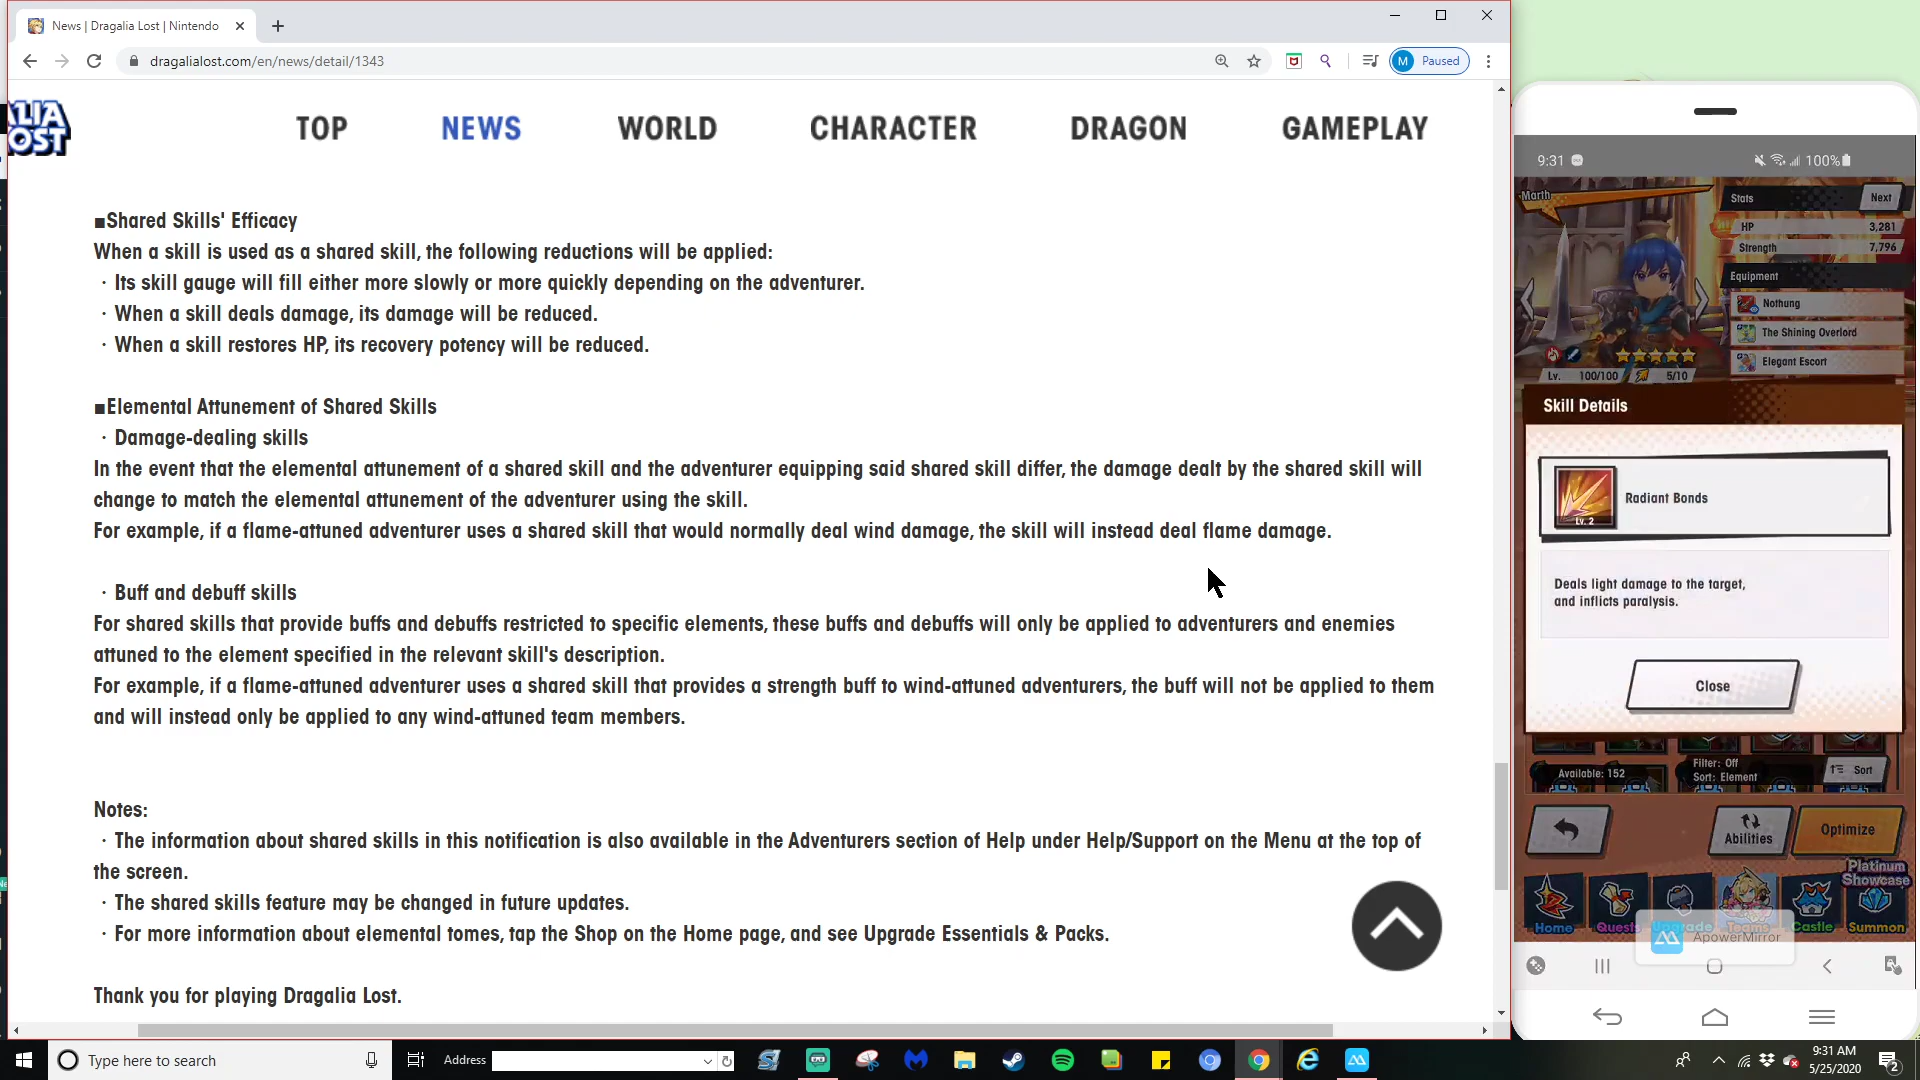 News | Dragalia Lost | Nintendo
dragalialost.com/en/news/detail/1343
M Paused
ALIA
OST
TOP NEWS WORLD CHARACTER DRAGON GAMEPLAY
■Shared Skills' Efficacy
When a skill is used as a shared skill, the following reductions will be applied:
・Its skill gauge will fill either more slowly or more quickly depending on the adventurer.
・When a skill deals damage, its damage will be reduced.
・When a skill restores HP, its recovery potency will be reduced.
■Elemental Attunement of Shared Skills
・Damage-dealing skills
In the event that the elemental attunement of a shared skill and the adventurer equipping said shared skill differ, the damage dealt by the shared skill will
change to match the elemental attunement of the adventurer using the skill.
For example, if a flame-attuned adventurer uses a shared skill that would normally deal wind damage, the skill will instead deal flame damage.
・Buff and debuff skills
For shared skills that provide buffs and debuffs restricted to specific elements, these buffs and debuffs will only be applied to adventurers and enemies
attuned to the element specified in the relevant skill's description.
For example, if a flame-attuned adventurer uses a shared skill that provides a strength buff to wind-attuned adventurers, the buff will not be applied to them
and will instead only be applied to any wind-attuned team members.
Notes:
・The information about shared skills in this notification is also available in the Adventurers section of Help under Help/Support on the Menu at the top of
the screen.
・The shared skills feature may be changed in future updates.
・For more information about elemental tomes, tap the Shop on the Home page, and see Upgrade Essentials & Packs.
Thank you for playing Dragalia Lost.
9:31 100%
Marth
Stats Next
HP 3,281
Strength 7,796
Equipment
Nothung
The Shining Overlord
Elegant Escort
Lv. 100/100 5/10
Skill Details
Lv. 2
Radiant Bonds
Deals light damage to the target,
and inflicts paralysis.
Close
Available: 152
Filter: Off
Sort: Element
Sort
Abilities
Optimize
Platinum
Showcase
Home Quests Upgrade Teams Castle Summon
ApowerMirror
Type here to search
Address
9:31 AM
5/25/2020
2